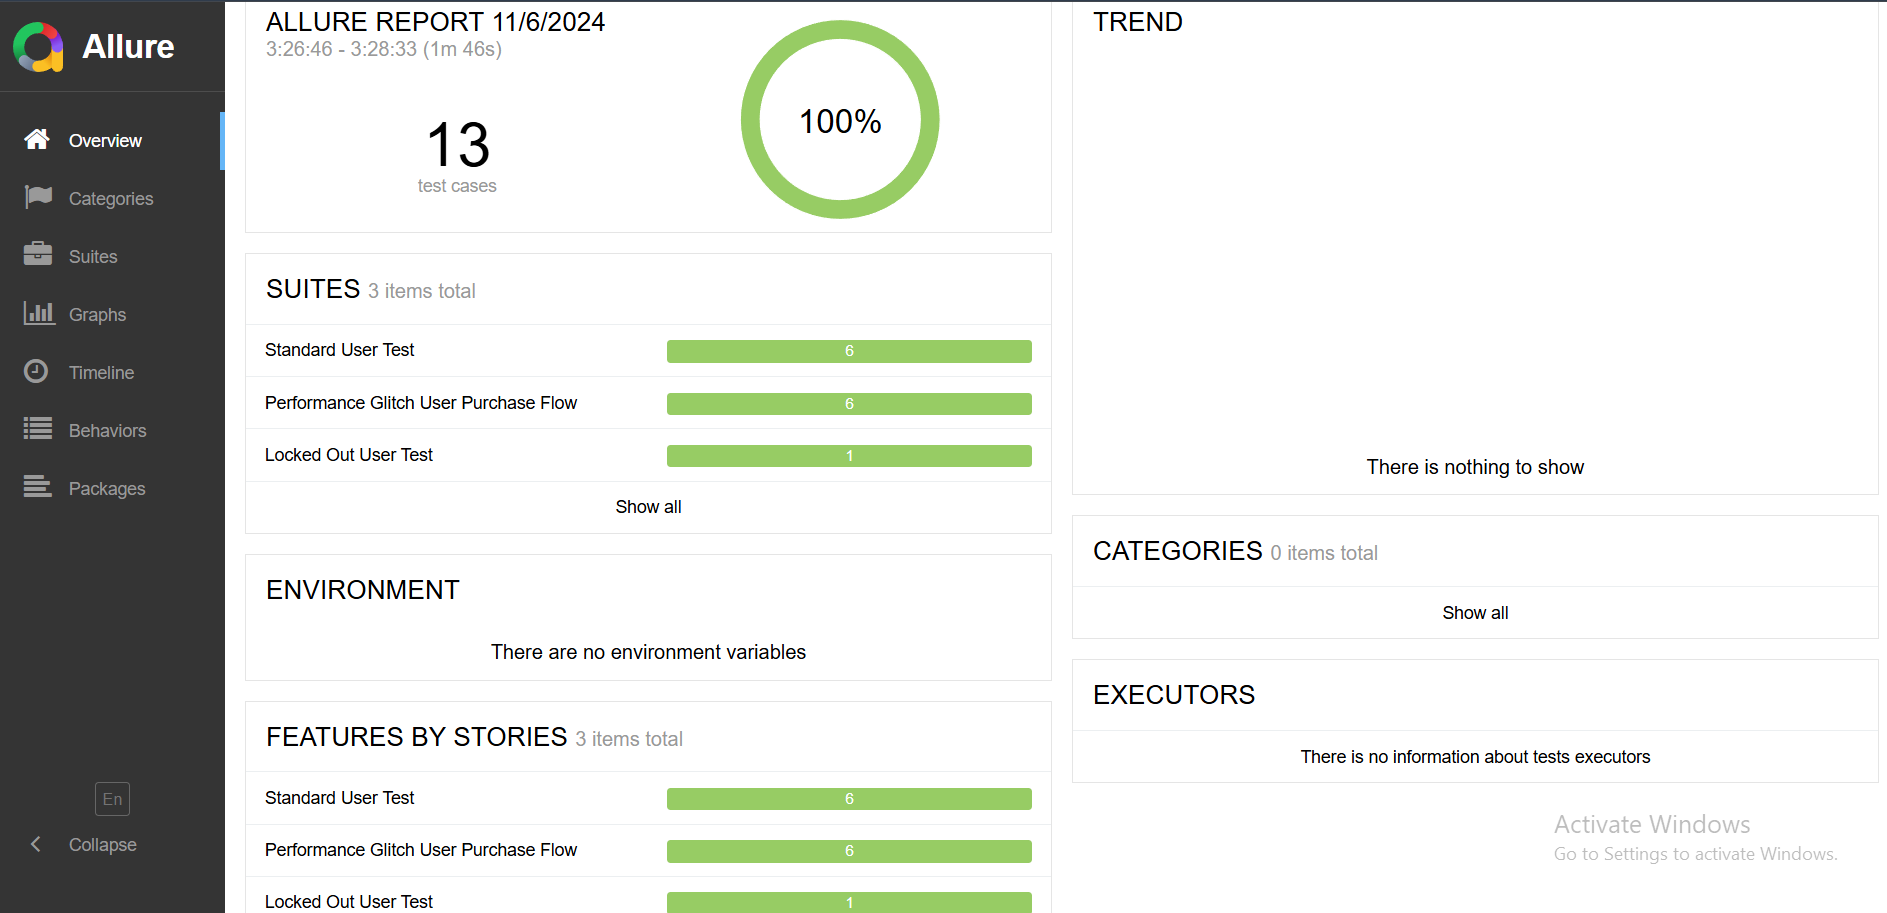 Allure
Overview
Categories
Suites
Graphs
Timeline
Behaviors
Packages
En
Collapse
ALLURE REPORT 11/6/2024
3:26:46 - 3:28:33 (1m 46s)
13
test cases
100%
SUITES 3 items total
Standard User Test 6
Performance Glitch User Purchase Flow 6
Locked Out User Test 1
Show all
ENVIRONMENT
There are no environment variables
FEATURES BY STORIES 3 items total
Standard User Test 6
Performance Glitch User Purchase Flow 6
Locked Out User Test 1
TREND
There is nothing to show
CATEGORIES 0 items total
Show all
EXECUTORS
There is no information about tests executors
Activate Windows
Go to Settings to activate Windows.